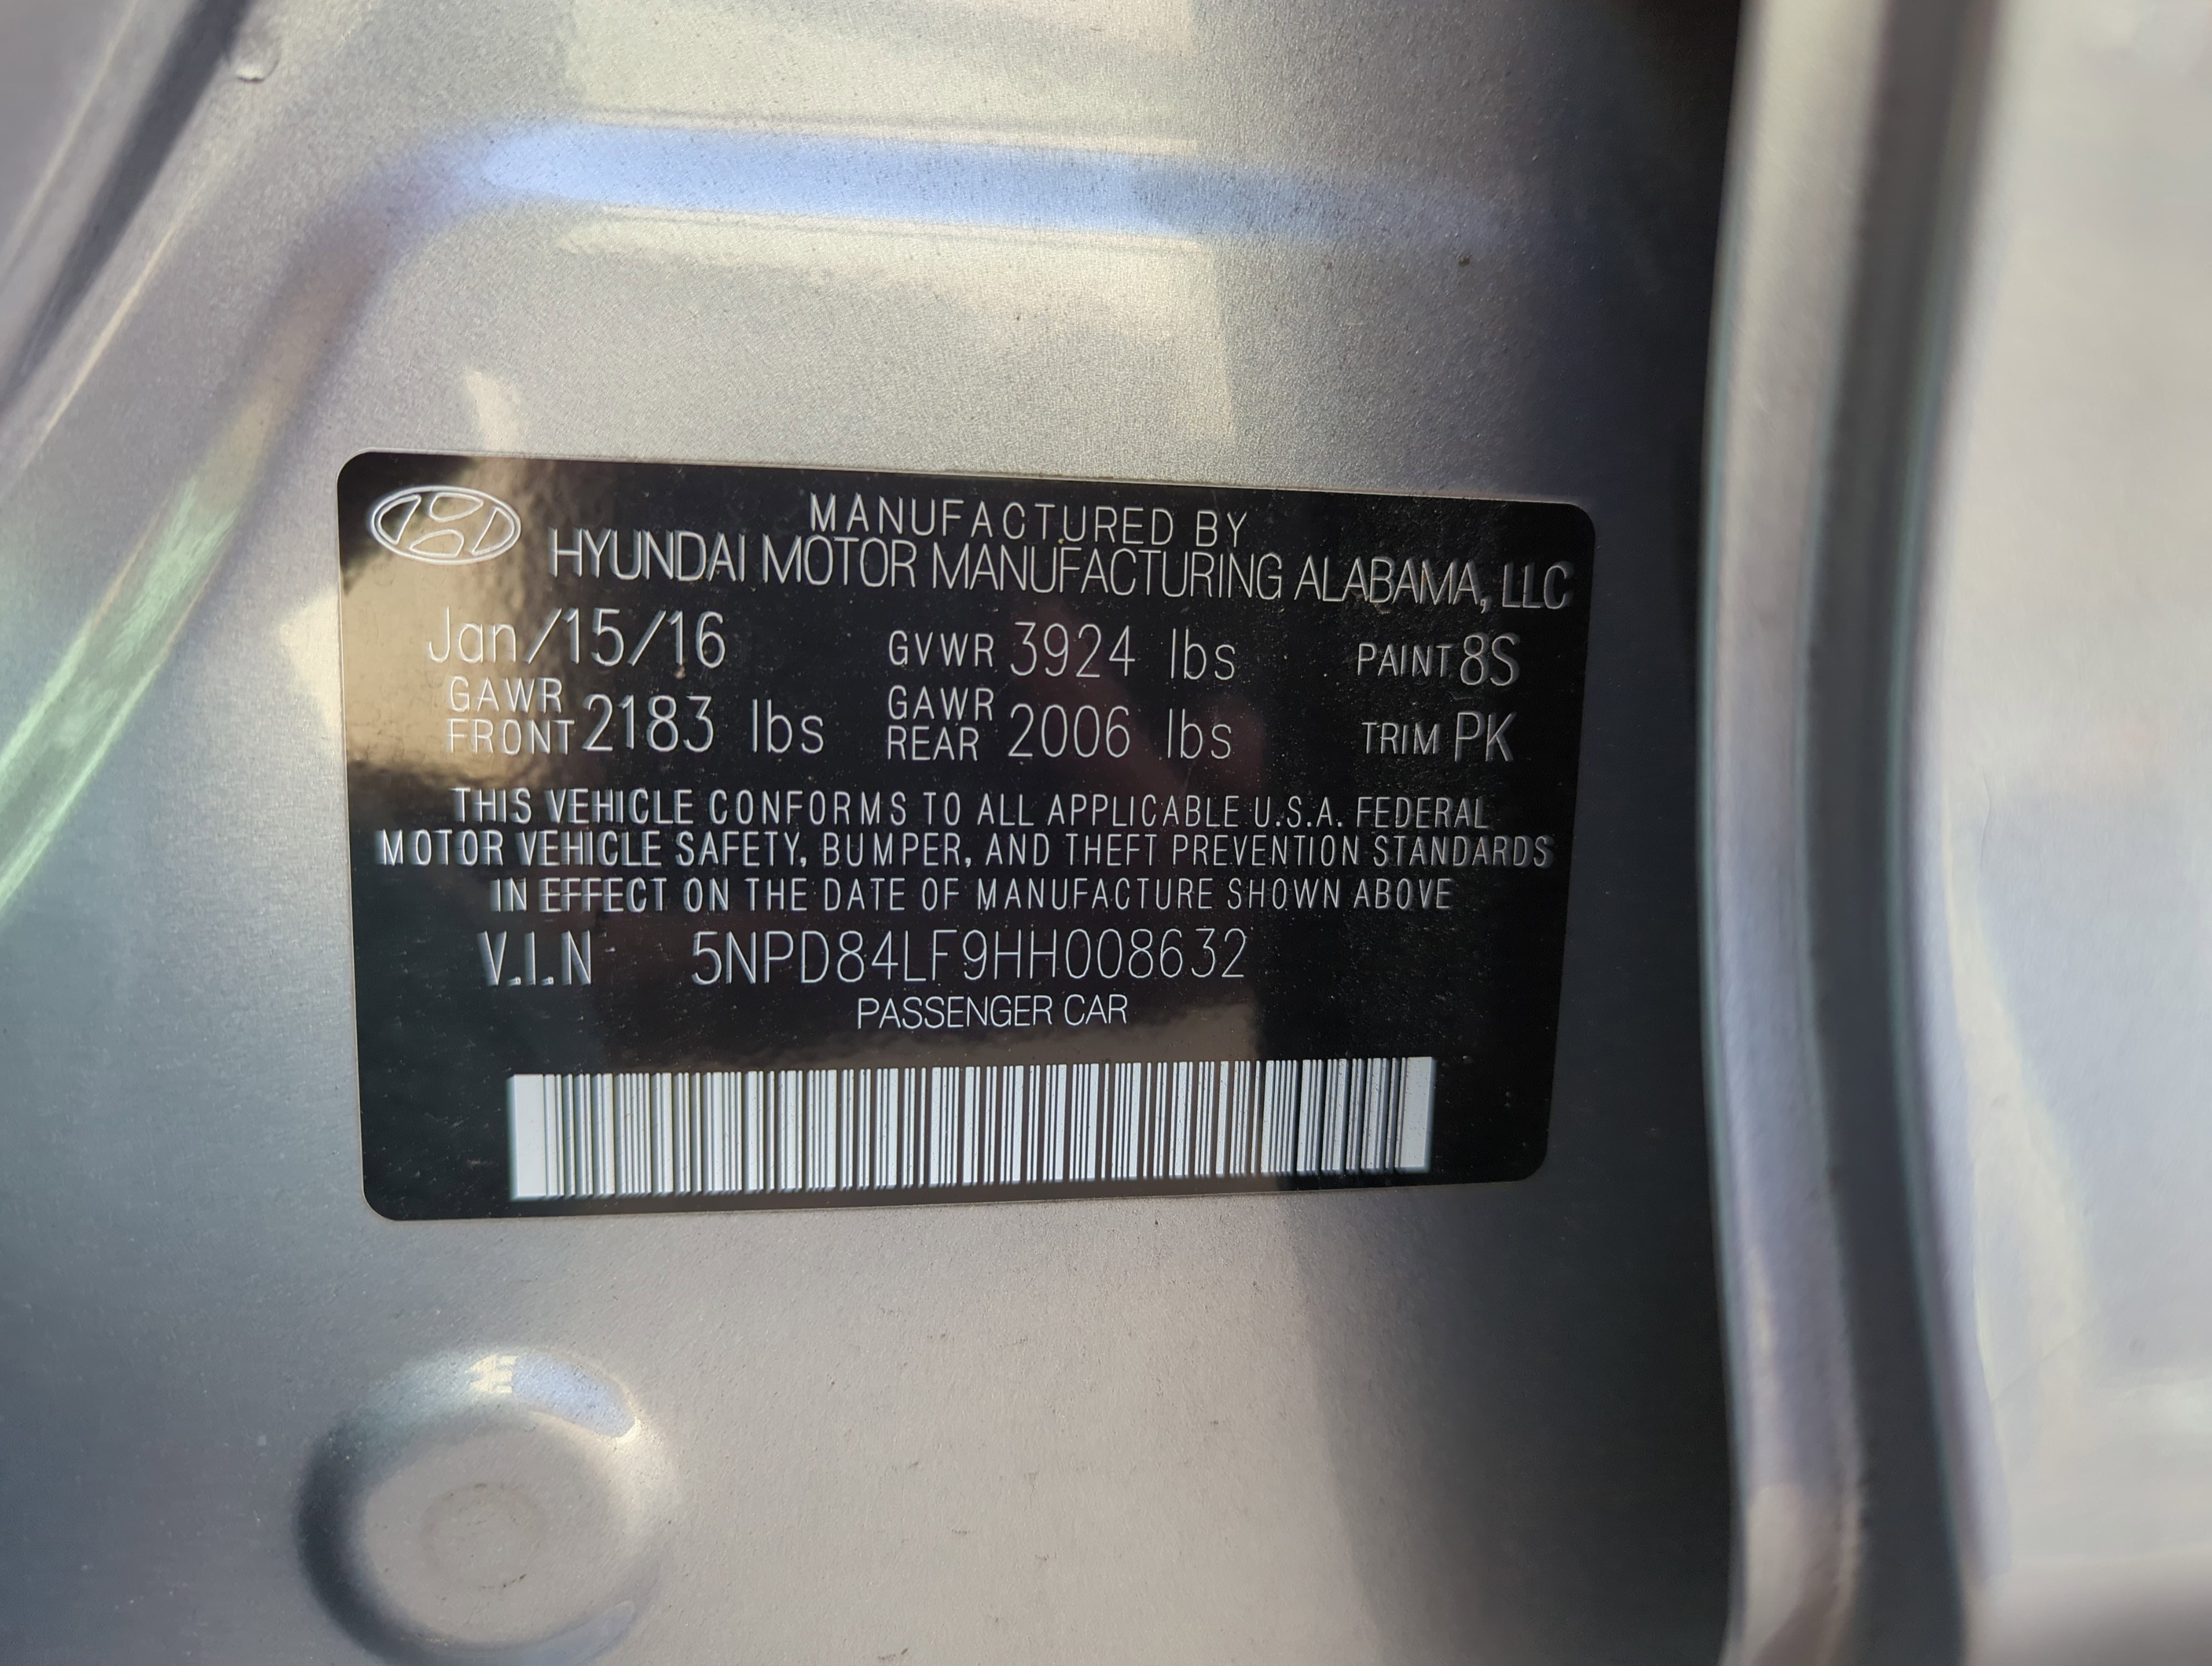 MANUFACTURED BY
HYUNDAI MOTOR MANUFACTURING ALABAMA, LLC
Jan/15/16 GVWR 3924 lbs PAINT 8S
GAWR FRONT 2183 lbs GAWR REAR 2006 lbs TRIM PK
THIS VEHICLE CONFORMS TO ALL APPLICABLE U.S.A. FEDERAL
MOTOR VEHICLE SAFETY, BUMPER, AND THEFT PREVENTION STANDARDS
IN EFFECT ON THE DATE OF MANUFACTURE SHOWN ABOVE
V.I.N 5NPD84LF9HH008632
PASSENGER CAR